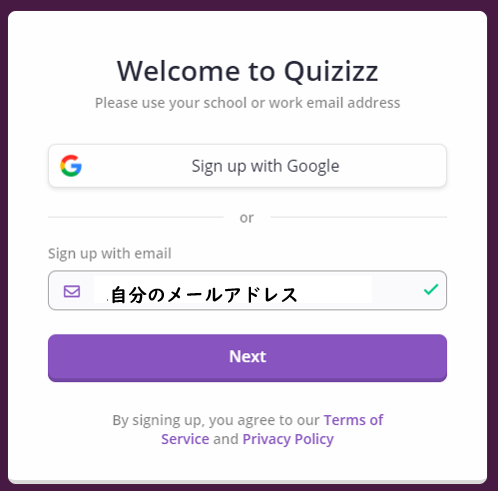 Welcome to Quizizz
Please use your school or work email address
Sign up with Google
or
Sign up with email
自分のメールアドレス
Next
By signing up, you agree to our Terms of
Service and Privacy Policy